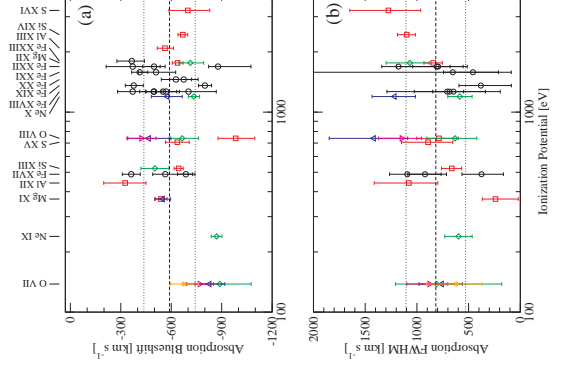 (a)
S XVI
Si XIV
Al XIII
Fe XXIII
Mg XII
Fe XXII
Fe XXI
Fe XX
Fe XIX
Fe XVIII
Ne X
O VIII
S XV
Si XIII
Fe XVII
Al XII
Mg XI
Ne IX
O VII
0
-300
-600
-900
-1200
Absorption Blueshift [km s⁻¹]
100
1000
(b)
2000
1500
1000
500
0
Absorption FWHM [km s⁻¹]
100
1000
Ionization Potential [eV]